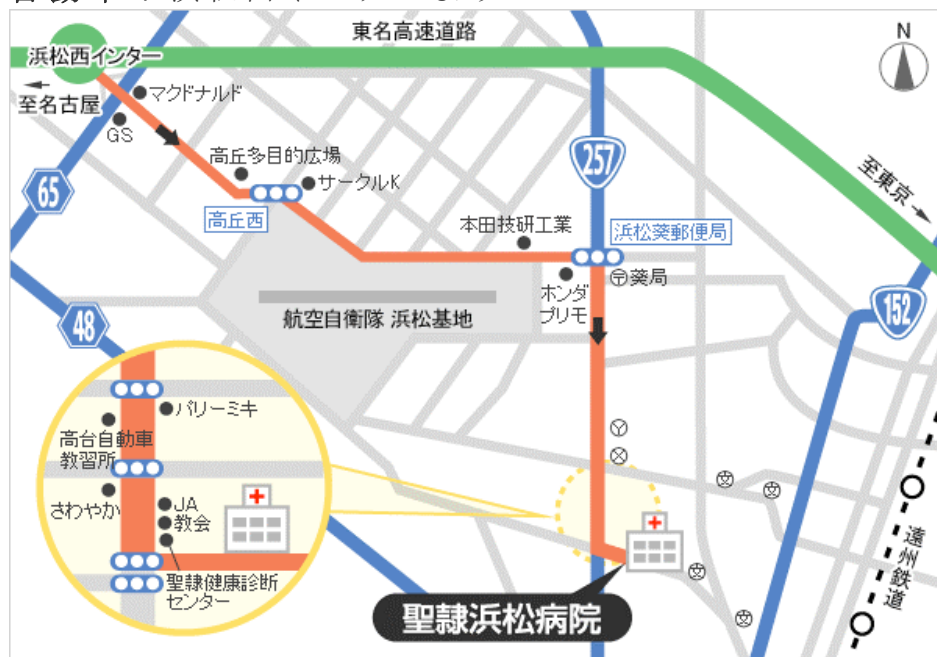 東名高速道路
N
浜松西インター
至名古屋
マクドナルド
GS
高丘多目的広場
サークルK
257
至東京
65
高丘西
本田技研工業
浜松葵郵便局
薬局
ホンダ
プリモ
152
航空自衛隊 浜松基地
48
パリーミキ
高台自動車
教習所
さわやか
JA
教会
聖隷健康診断
センター
遠州鉄道
聖隷浜松病院